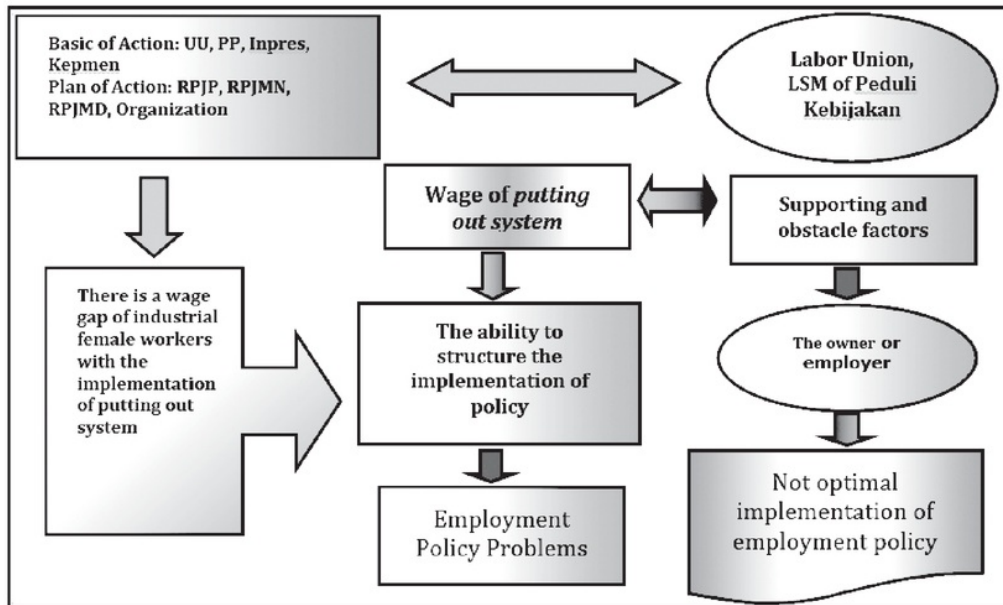 Basic of Action: UU, PP, Inpres,
Kepmen
Plan of Action: RPJP, RPJMN,
RPJMD, Organization
Labor Union,
LSM of Peduli
Kebijakan
Wage of putting
out system
Supporting and
obstacle factors
There is a wage
gap of industrial
female workers
with the
implementation
of putting out
system
The ability to
structure the
implementation of
policy
The owner or
employer
Employment
Policy Problems
Not optimal
implementation of
employment policy